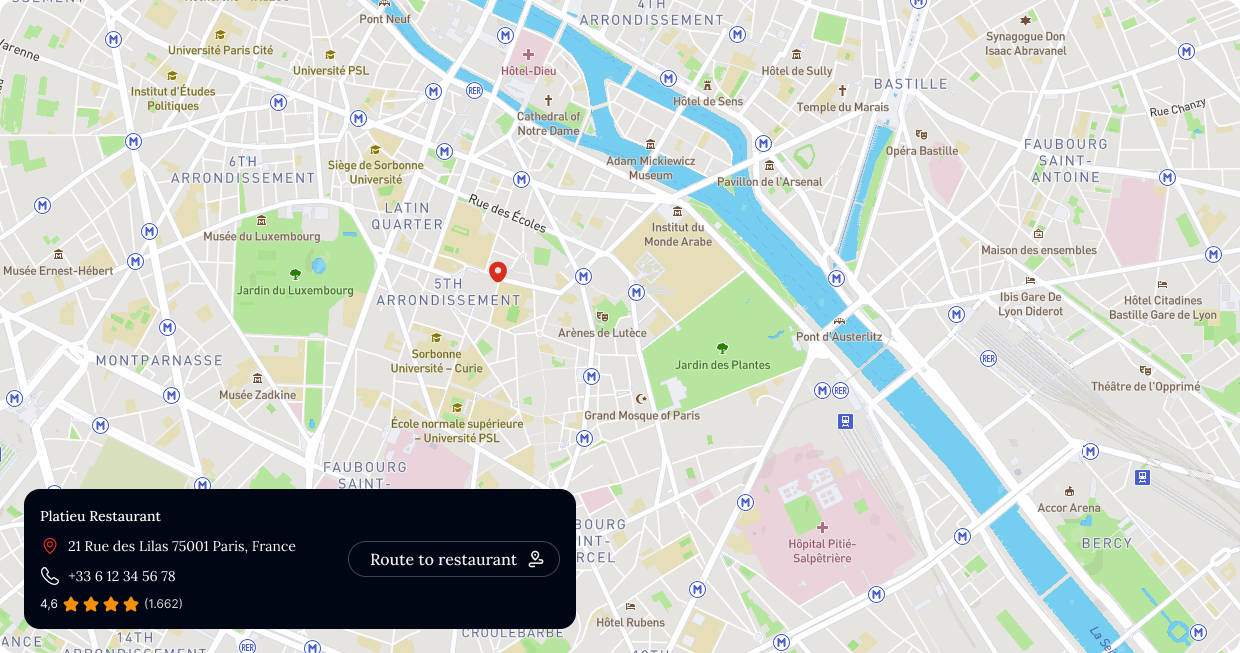 Pont Neuf
4TH
ARRONDISSEMENT
Synagogue Don
Isaac Abravanel
Varenne
Université Paris Cité
Université PSL
Hôtel-Dieu
Hôtel de Sully
BASTILLE
Institut d'Études
Politiques
Hôtel de Sens
Temple du Marais
Rue Chanzy
Cathedral of
Notre Dame
Opéra Bastille
FAUBOURG
SAINT-
ANTOINE
6TH
ARRONDISSEMENT
Siège de Sorbonne
Université
Adam Mickiewicz
Museum
Pavillon de l'Arsenal
LATIN
QUARTER
Rue des Écoles
Musée du Luxembourg
Institut du
Monde Arabe
Maison des ensembles
Musée Ernest-Hébert
Jardin du Luxembourg
5TH
ARRONDISSEMENT
Ibis Gare De
Lyon Diderot
Hôtel Citadines
Bastille Gare de Lyon
Arènes de Lutèce
Pont d'Austerlitz
MONTPARNASSE
Sorbonne
Université – Curie
Jardin des Plantes
Théâtre de l'Opprimé
Musée Zadkine
Grand Mosque of Paris
École normale supérieure
– Université PSL
FAUBOURG
SAINT-
Accor Arena
BERCY
Hôpital Pitié-
Salpêtrière
Hôtel Rubens
CROULEBARBE
14TH
M
RER
Platieu Restaurant
21 Rue des Lilas 75001 Paris, France
+33 6 12 34 56 78
4,6
(1.662)
Route to restaurant